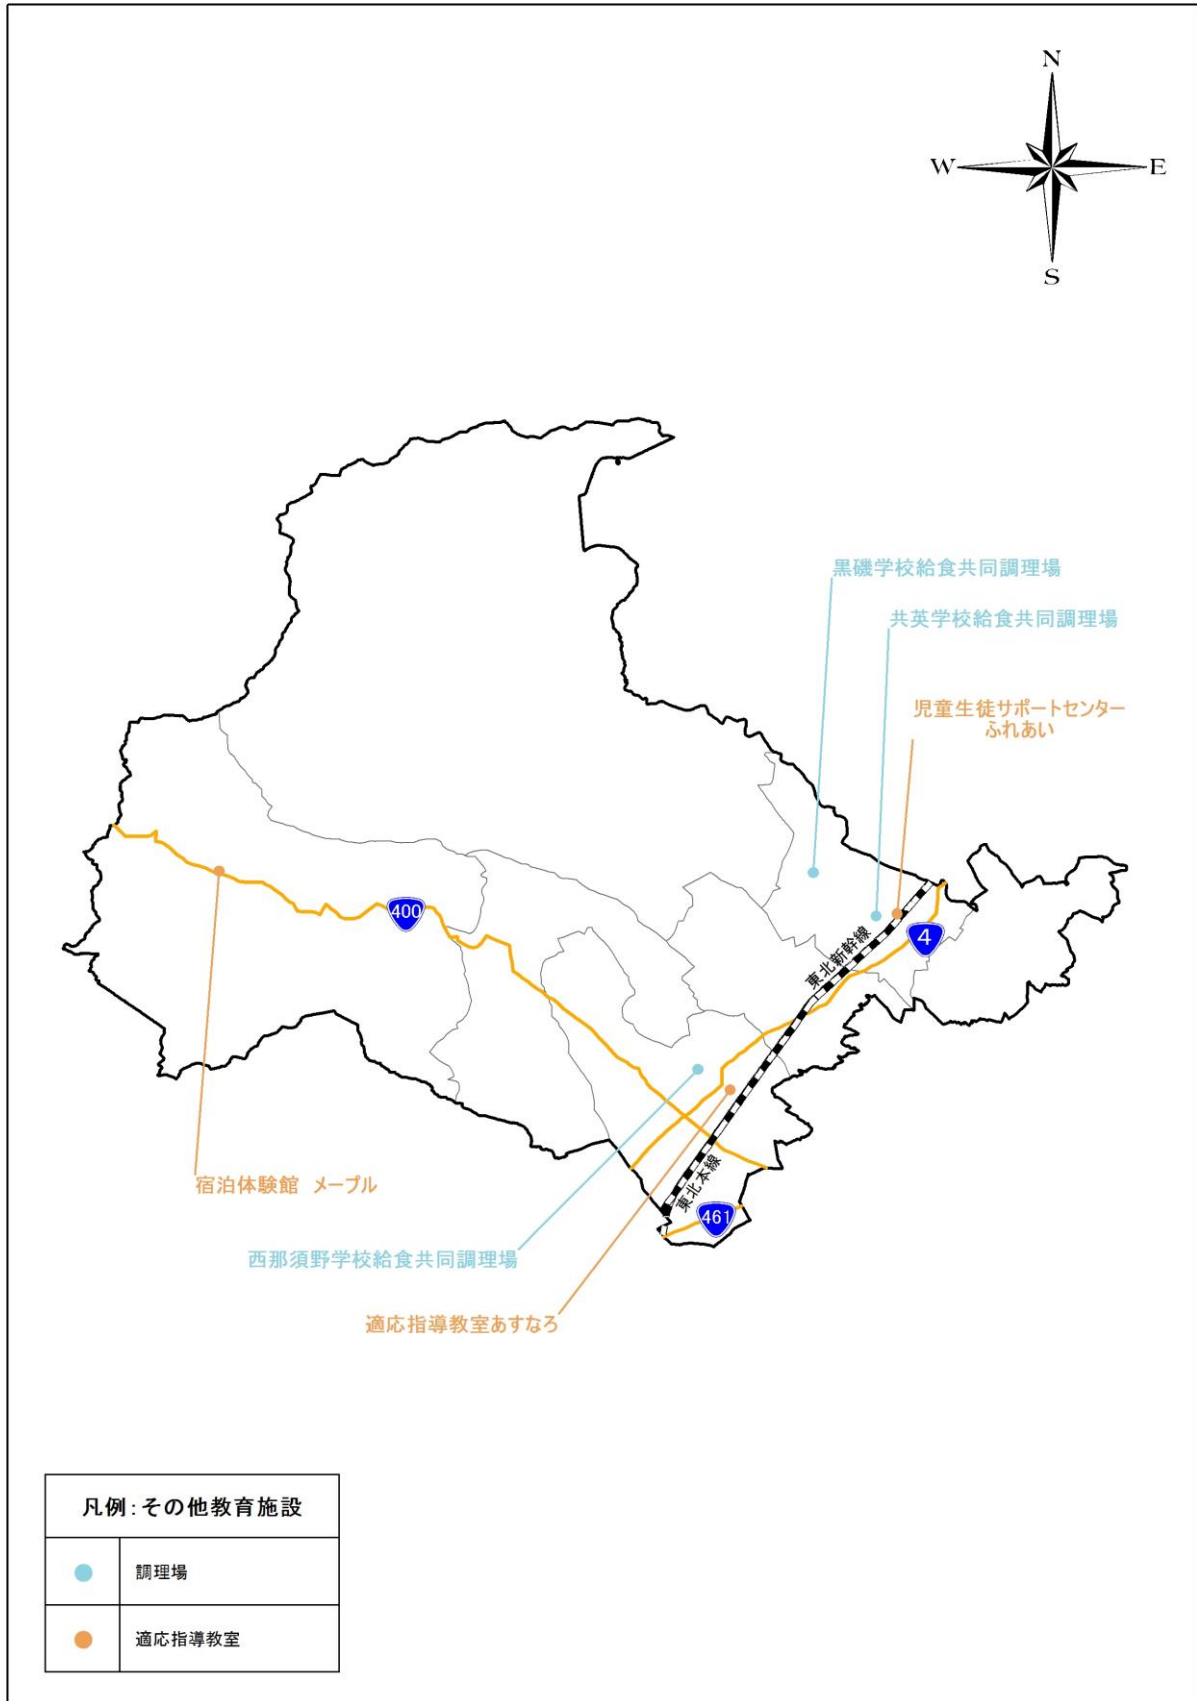 N
W
E
S
黒磯学校給食共同調理場
共英学校給食共同調理場
児童生徒サポートセンター
ふれあい
400
4
東北新幹線
東北本線
461
宿泊体験館 メープル
西那須野学校給食共同調理場
適応指導教室あすなろ
凡例:その他教育施設
調理場
適応指導教室